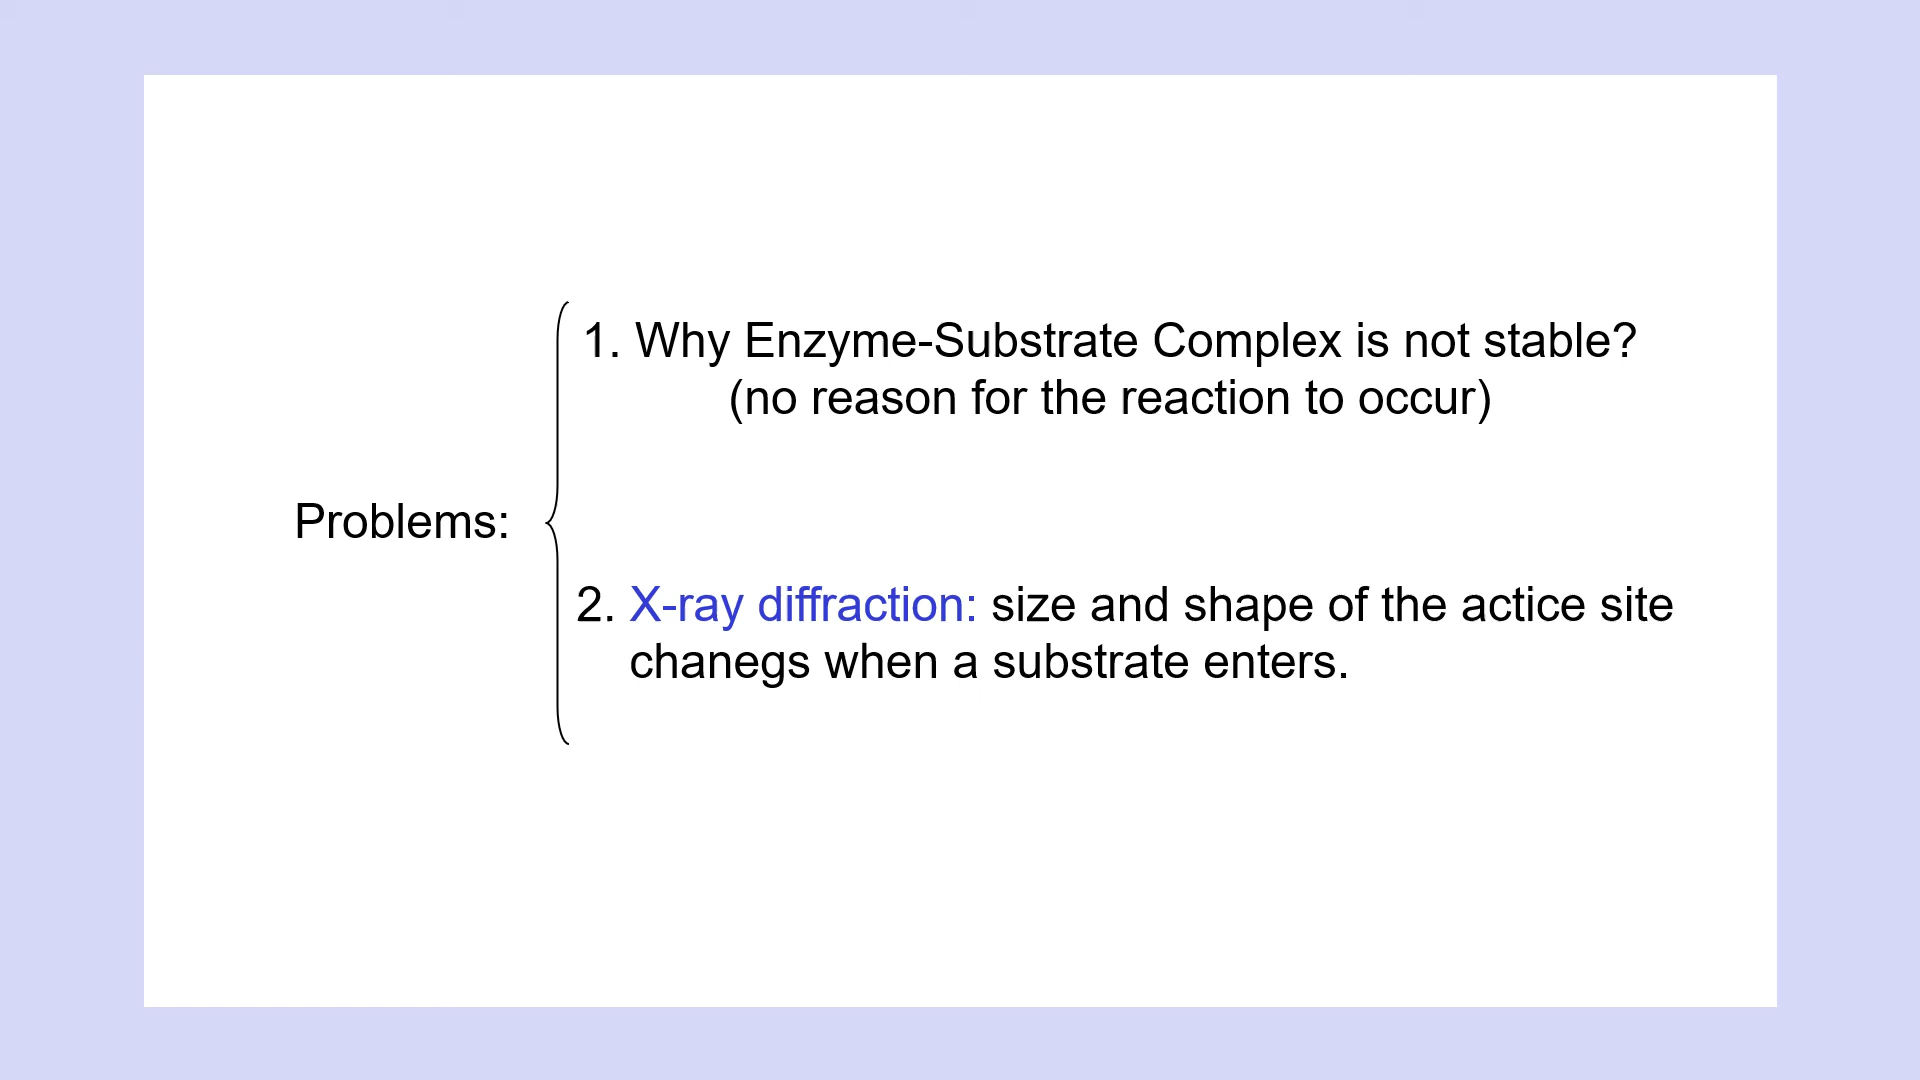 1. Why Enzyme-Substrate Complex is not stable?
(no reason for the reaction to occur)
Problems:
2. X-ray diffraction: size and shape of the actice site
chanegs when a substrate enters.